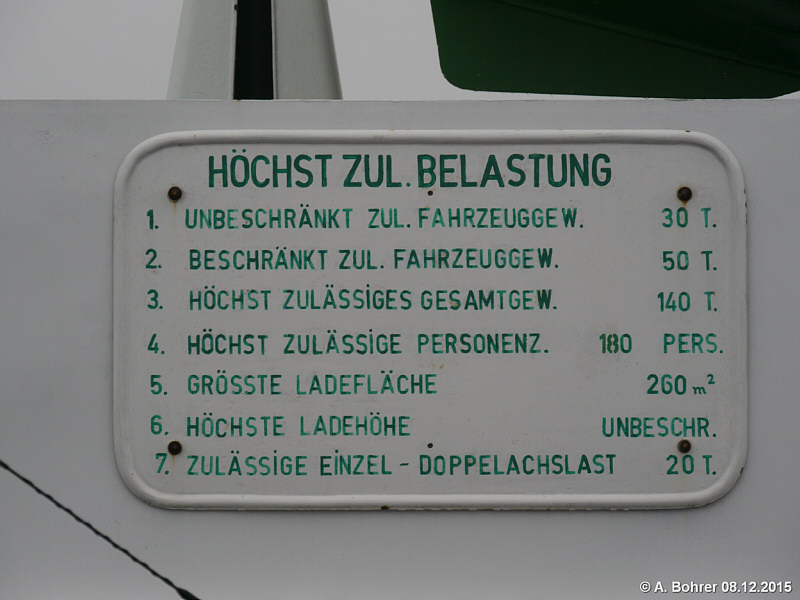 HÖCHST ZUL. BELASTUNG
1. UNBESCHRÄNKT ZUL. FAHRZEUGGEW. 30 T.
2. BESCHRÄNKT ZUL. FAHRZEUGGEW. 50 T.
3. HÖCHST ZULÄSSIGES GESAMTGEW. 140 T.
4. HÖCHST ZULÄSSIGE PERSONENZ. 180 PERS.
5. GRÖSSTE LADEFLÄCHE 260 m²
6. HÖCHSTE LADEHÖHE UNBESCHR.
7. ZULÄSSIGE EINZEL - DOPPELACHSLAST 20 T.
© A. Bohrer 08.12.2015